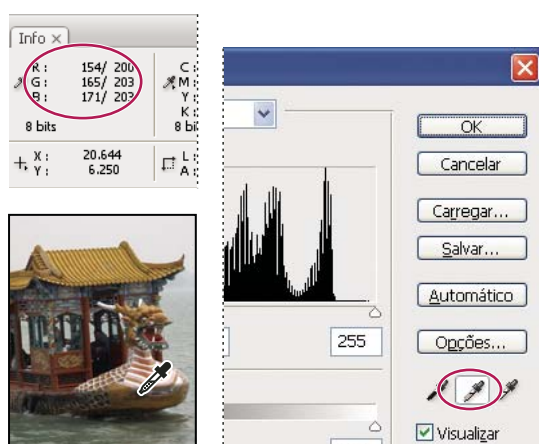 Info ×
R: 154/ 200 C:
G: 165/ 203 M:
B: 171/ 203 Y:
K:
8 bits 8 bi
X: 20.644 L:
Y: 6.250 A:
OK
Cancelar
Carregar...
Salvar...
Automático
255
Opções...
Visualizar